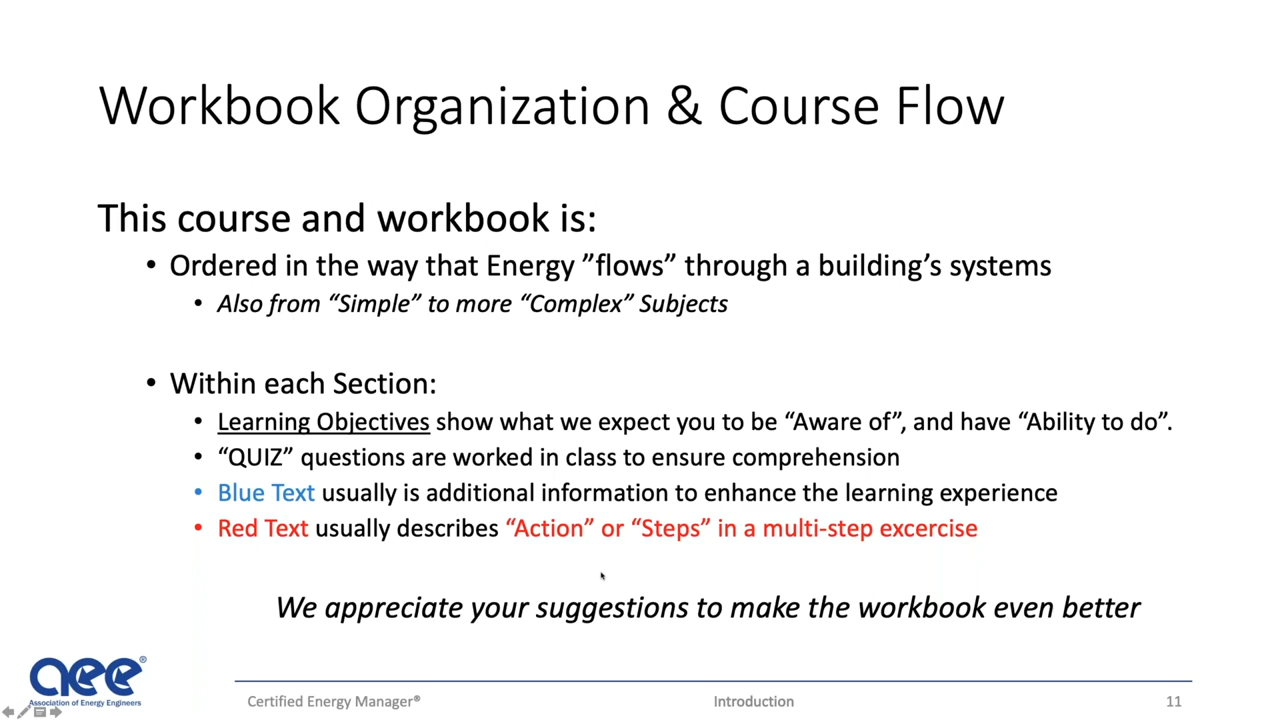 Workbook Organization & Course Flow
This course and workbook is:
• Ordered in the way that Energy ”flows” through a building’s systems
• Also from “Simple” to more “Complex” Subjects
• Within each Section:
• Learning Objectives show what we expect you to be “Aware of”, and have “Ability to do”.
• “QUIZ” questions are worked in class to ensure comprehension
• Blue Text usually is additional information to enhance the learning experience
• Red Text usually describes “Action” or “Steps” in a multi-step excercise
We appreciate your suggestions to make the workbook even better
aee®
Association of Energy Engineers
Certified Energy Manager®
Introduction
11